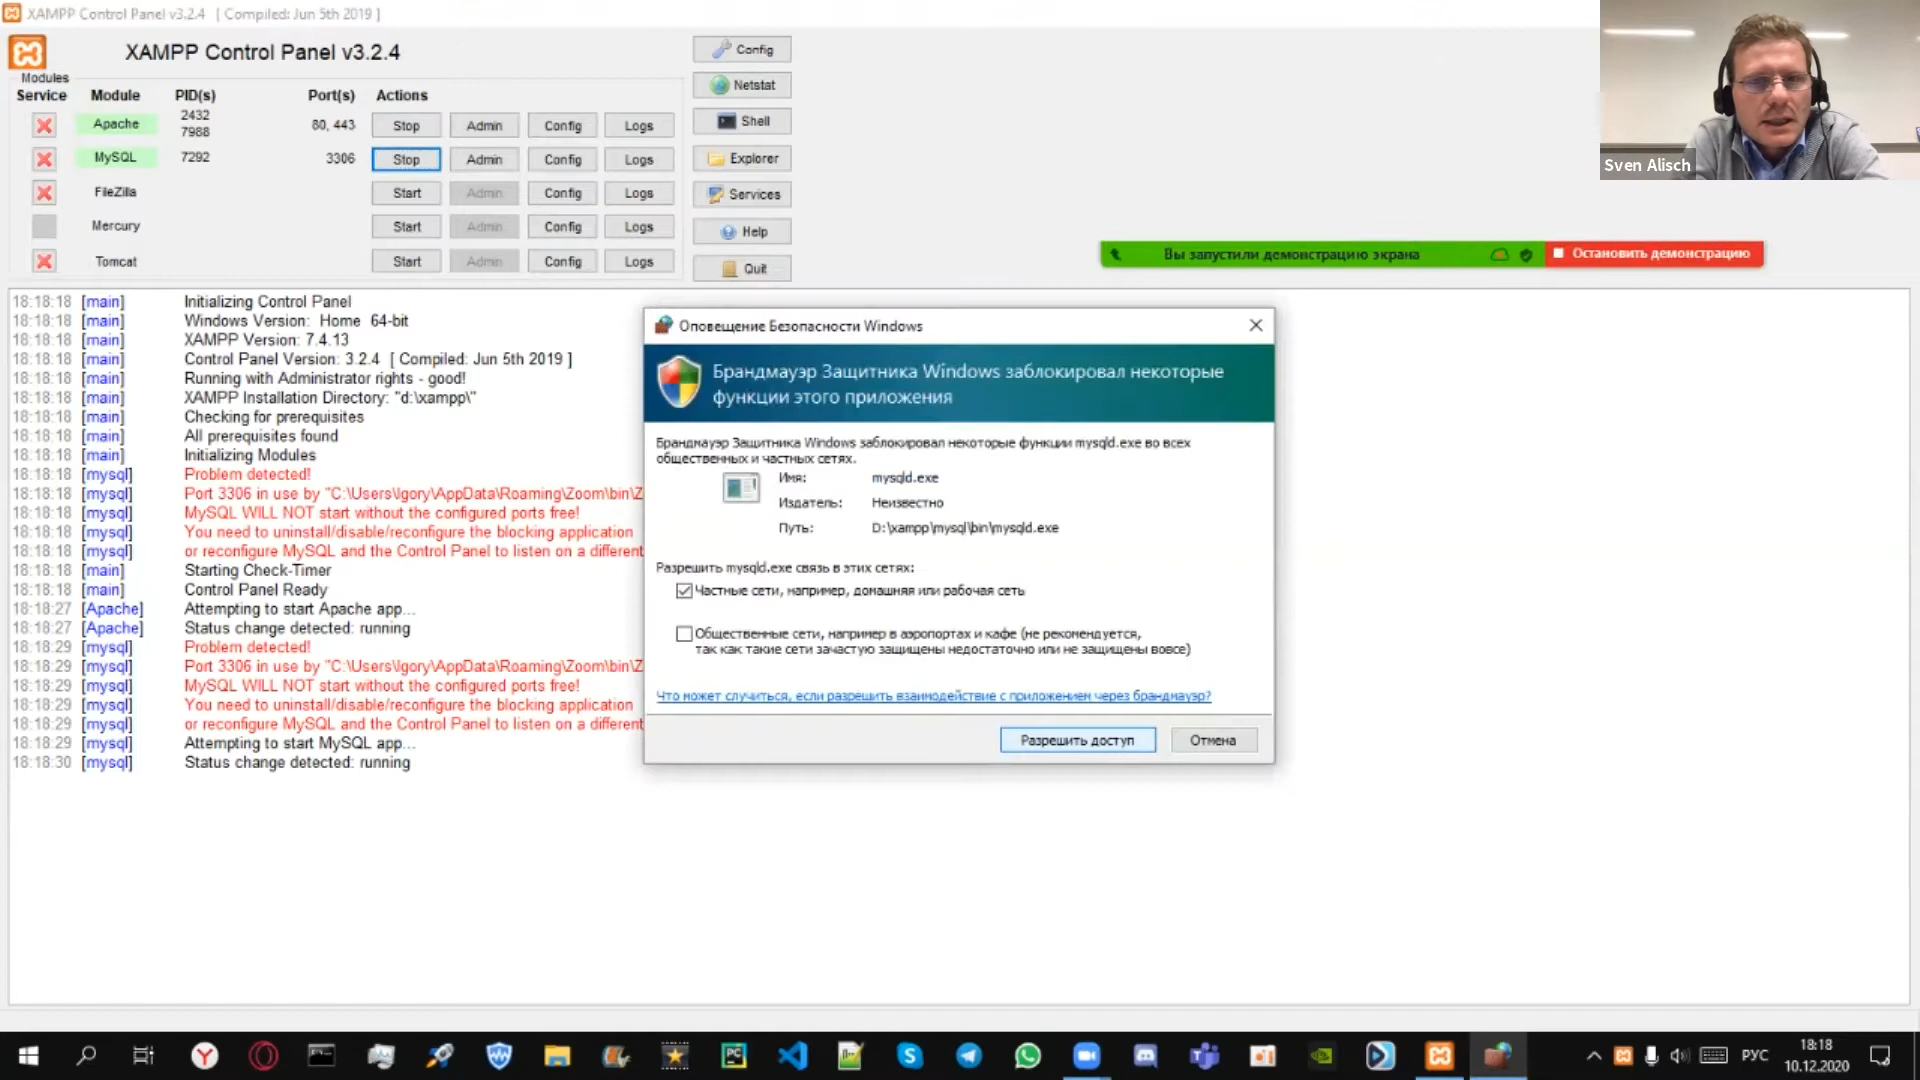 XAMPP Control Panel v3.2.4 [ Compiled: Jun 5th 2019 ]
XAMPP Control Panel v3.2.4
Modules
Service Module PID(s) Port(s) Actions
Apache 2432 7988 80, 443 Stop Admin Config Logs
MySQL 7292 3306 Stop Admin Config Logs
FileZilla Start Admin Config Logs
Mercury Start Admin Config Logs
Tomcat Start Admin Config Logs
Config
Netstat
Shell
Explorer
Services
Help
Quit
Sven Alisch
Вы запустили демонстрацию экрана
Остановить демонстрацию
18:18:18 [main] Initializing Control Panel
18:18:18 [main] Windows Version: Home 64-bit
18:18:18 [main] XAMPP Version: 7.4.13
18:18:18 [main] Control Panel Version: 3.2.4 [ Compiled: Jun 5th 2019 ]
18:18:18 [main] Running with Administrator rights - good!
18:18:18 [main] XAMPP Installation Directory: "d:\xampp\"
18:18:18 [main] Checking for prerequisites
18:18:18 [main] All prerequisites found
18:18:18 [main] Initializing Modules
18:18:18 [mysql] Problem detected!
18:18:18 [mysql] Port 3306 in use by "C:\Users\Igory\AppData\Roaming\Zoom\bin\Z
18:18:18 [mysql] MySQL WILL NOT start without the configured ports free!
18:18:18 [mysql] You need to uninstall/disable/reconfigure the blocking application
18:18:18 [mysql] or reconfigure MySQL and the Control Panel to listen on a different
18:18:18 [main] Starting Check-Timer
18:18:18 [main] Control Panel Ready
18:18:27 [Apache] Attempting to start Apache app...
18:18:27 [Apache] Status change detected: running
18:18:29 [mysql] Problem detected!
18:18:29 [mysql] Port 3306 in use by "C:\Users\Igory\AppData\Roaming\Zoom\bin\Z
18:18:29 [mysql] MySQL WILL NOT start without the configured ports free!
18:18:29 [mysql] You need to uninstall/disable/reconfigure the blocking application
18:18:29 [mysql] or reconfigure MySQL and the Control Panel to listen on a different
18:18:29 [mysql] Attempting to start MySQL app...
18:18:30 [mysql] Status change detected: running
Оповещение Безопасности Windows
Брандмауэр Защитника Windows заблокировал некоторые
функции этого приложения
Брандмауэр Защитника Windows заблокировал некоторые функции mysqld.exe во всех
общественных и частных сетях.
Имя: mysqld.exe
Издатель: Неизвестно
Путь: D:\xampp\mysql\bin\mysqld.exe
Разрешить mysqld.exe связь в этих сетях:
Частные сети, например, домашняя или рабочая сеть
Общественные сети, например в аэропортах и кафе (не рекомендуется,
так как такие сети зачастую защищены недостаточно или не защищены вовсе)
Что может случиться, если разрешить взаимодействие с приложением через брандмауэр?
Разрешить доступ
Отмена
РУС
18:18
10.12.2020